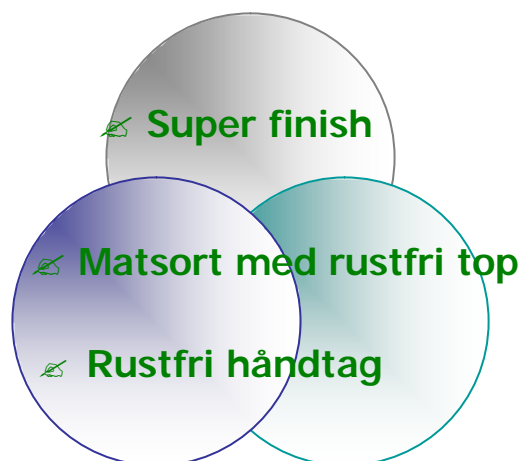 ✍ Super finish
✍ Matsort med rustfri top
✍ Rustfri håndtag